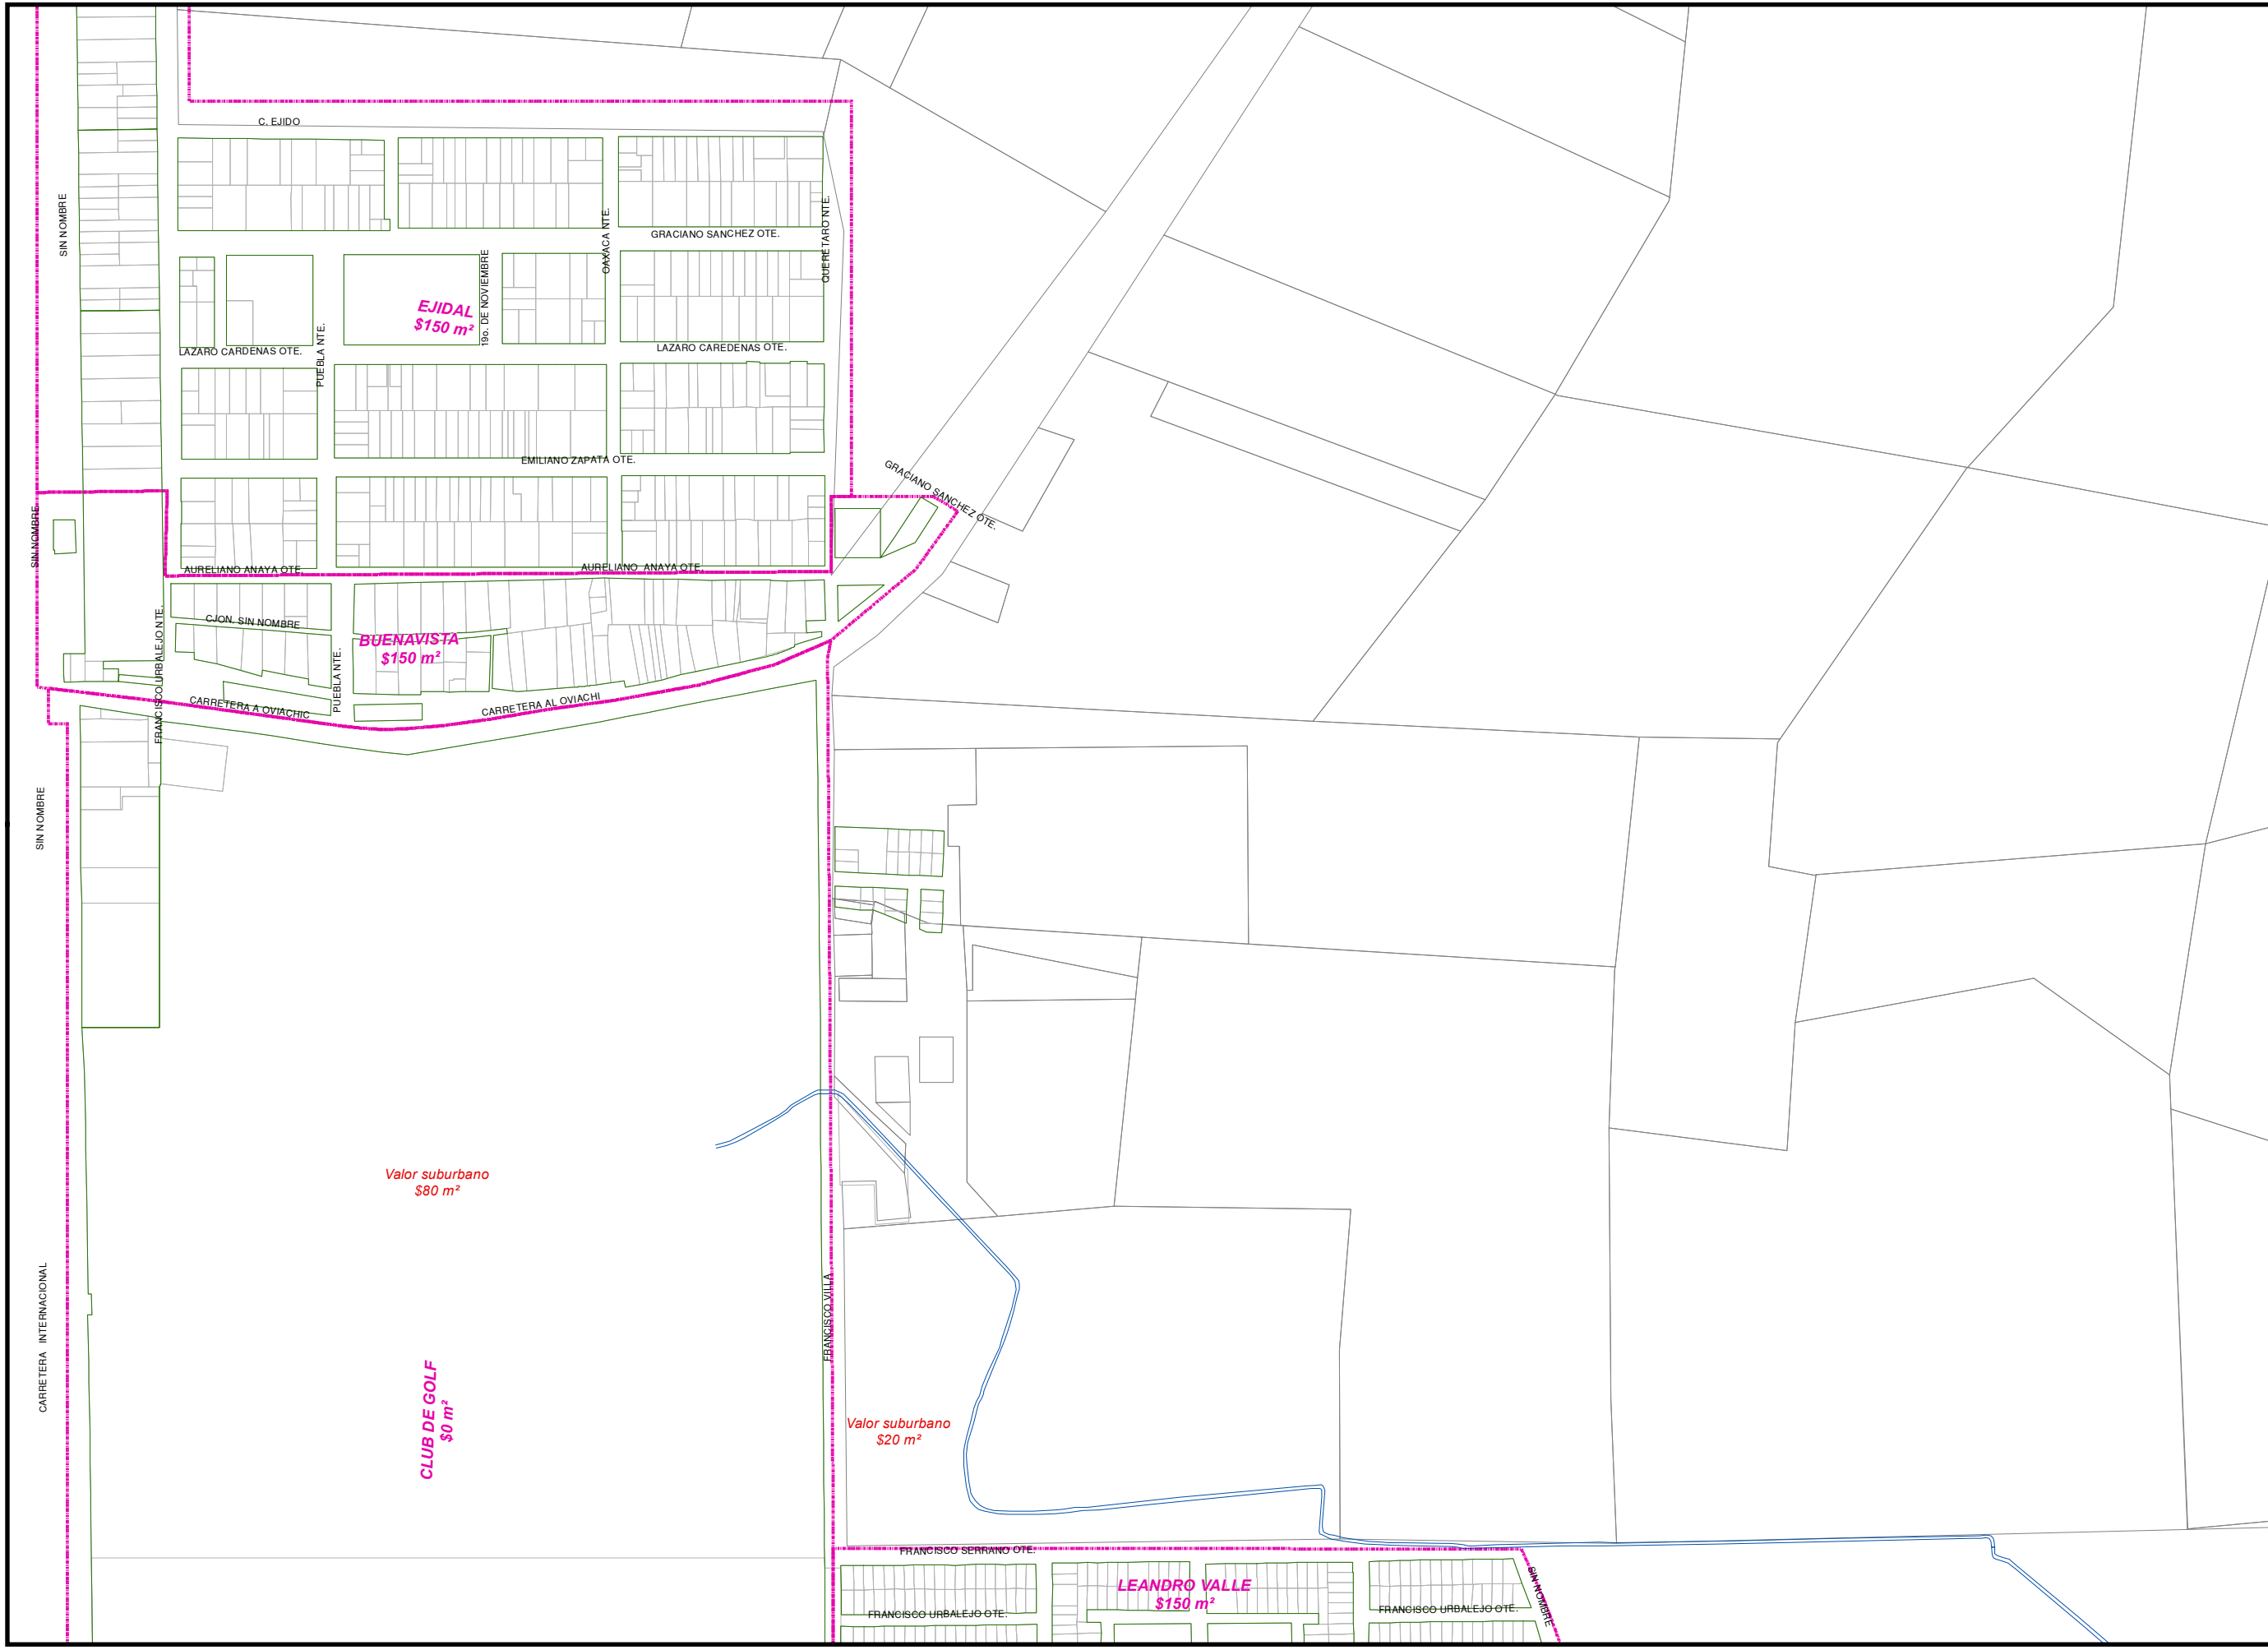 C. EJIDO
SIN NOMBRE
GRACIANO SANCHEZ OTE.
OAXACA NTE.
QUERETARO NTE.
19o. DE NOVIEMBRE
EJIDAL
$150 m²
PUEBLA NTE.
LAZARO CARDENAS OTE.
LAZARO CAREDENAS OTE.
EMILIANO ZAPATA OTE.
GRACIANO SANCHEZ OTE.
SIN NOMBRE
AURELIANO ANAYA OTE.
AURELIANO ANAYA OTE.
CJON. SIN NOMBRE
FRANCISCO URBALEJO NTE.
PUEBLA NTE.
BUENAVISTA
$150 m²
CARRETERA A OVIACHIC
CARRETERA AL OVIACHI
SIN NOMBRE
Valor suburbano
$80 m²
CARRETERA INTERNACIONAL
FRANCISCO VILLA
CLUB DE GOLF
$0 m²
Valor suburbano
$20 m²
FRANCISCO SERRANO OTE.
LEANDRO VALLE
$150 m²
SIN NOMBRE
FRANCISCO URBALEJO OTE.
FRANCISCO URBALEJO OTE.